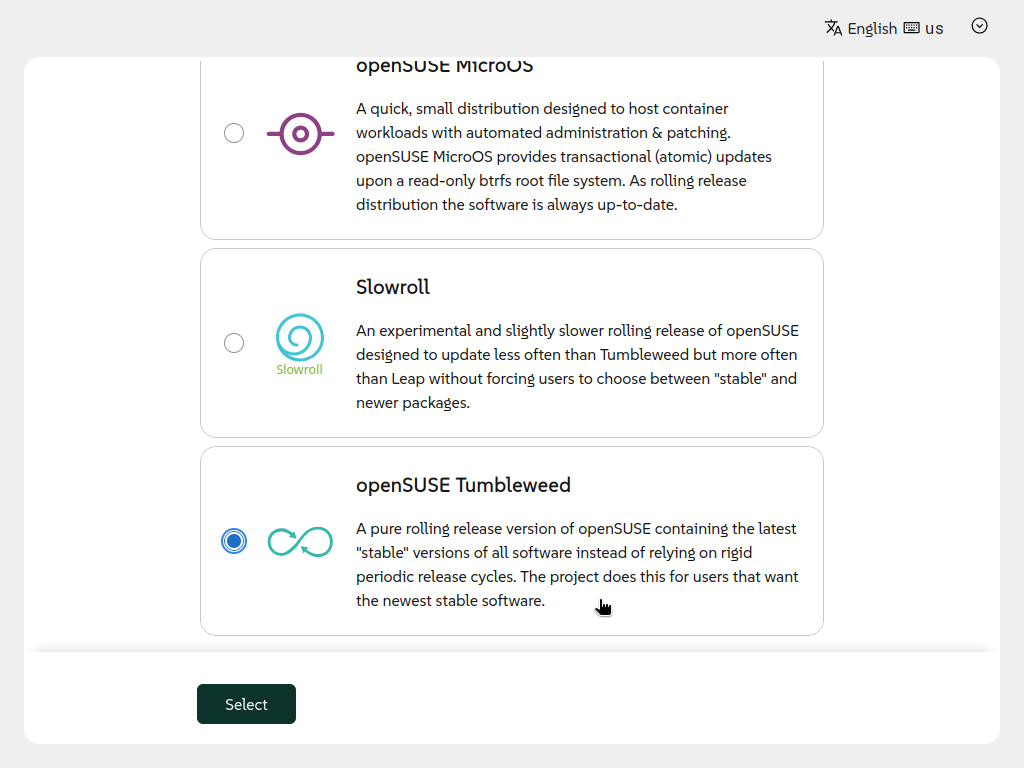 English us
openSUSE MicroOS
A quick, small distribution designed to host container
workloads with automated administration & patching.
openSUSE MicroOS provides transactional (atomic) updates
upon a read-only btrfs root file system. As rolling release
distribution the software is always up-to-date.
Slowroll
An experimental and slightly slower rolling release of openSUSE
designed to update less often than Tumbleweed but more often
than Leap without forcing users to choose between "stable" and
newer packages.
Slowroll
openSUSE Tumbleweed
A pure rolling release version of openSUSE containing the latest
"stable" versions of all software instead of relying on rigid
periodic release cycles. The project does this for users that want
the newest stable software.
Select